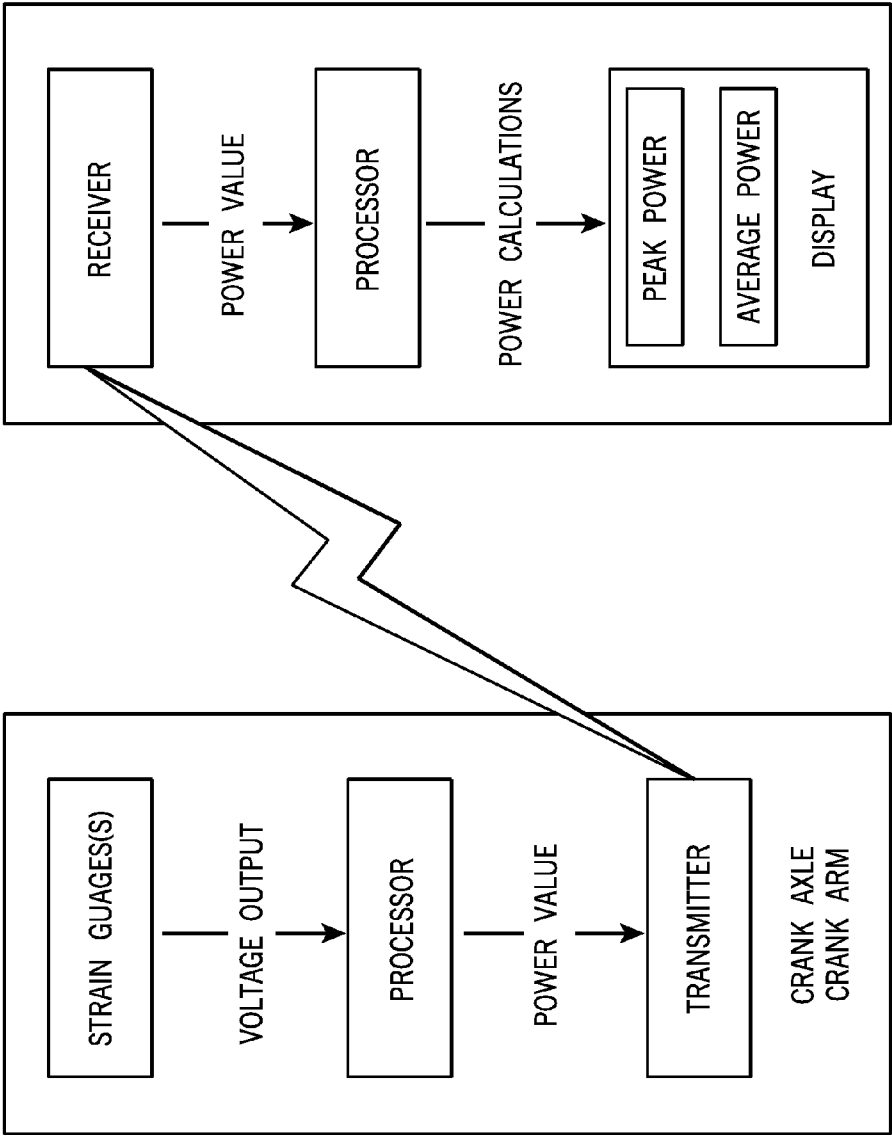 STRAIN GUAGES(S)
VOLTAGE OUTPUT
PROCESSOR
POWER VALUE
TRANSMITTER
CRANK AXLE
CRANK ARM
RECEIVER
POWER VALUE
PROCESSOR
POWER CALCULATIONS
PEAK POWER
AVERAGE POWER
DISPLAY